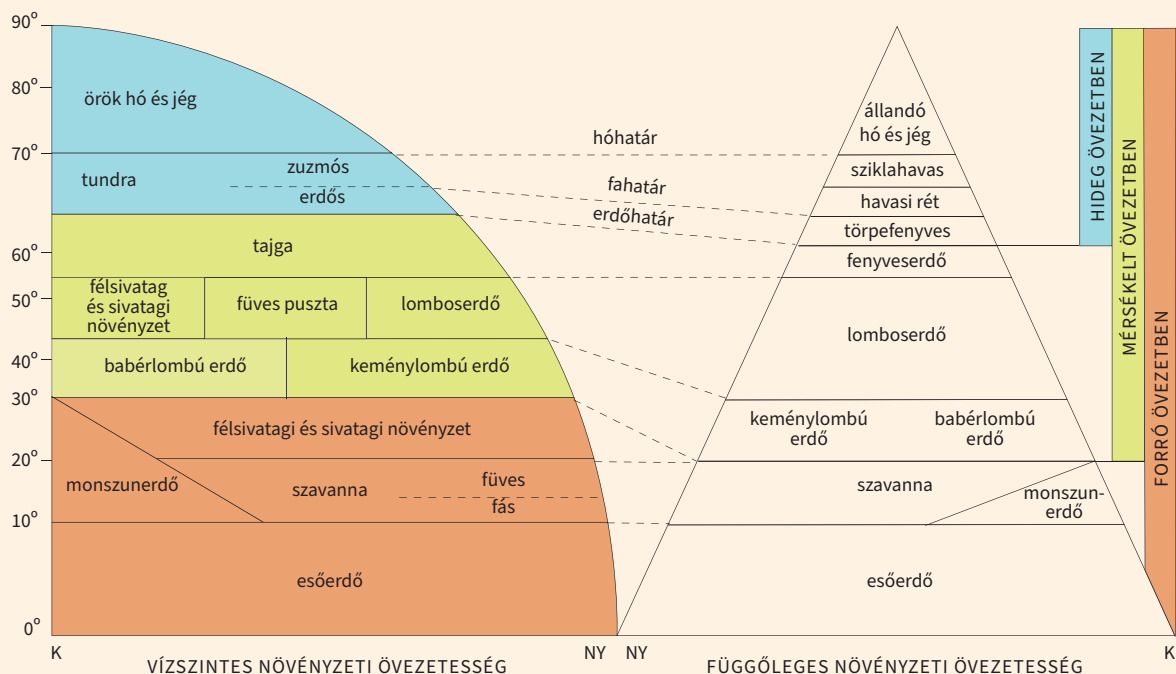 90°
80°
70°
60°
50°
40°
30°
20°
10°
0°
örök hó és jég
tundra
zuzmós
erdős
tajga
félsivatag
és sivatagi
növényzet
füves puszta
lomboserdő
babérlombú erdő
keménylombú erdő
félsivatagi és sivatagi növényzet
monszunerdő
szavanna
füves
fás
esőerdő
K
NY
VÍZSZINTES NÖVÉNYZETI ÖVEZETESSÉG
hóhatár
fahatár
erdőhatár
állandó
hó és jég
sziklahavas
havasi rét
törpefenyves
fenyveserdő
lomboserdő
keménylombú
erdő
babérlombú
erdő
szavanna
monszun-
erdő
esőerdő
NY
K
FÜGGŐLEGES NÖVÉNYZETI ÖVEZETESSÉG
HIDEG ÖVEZETBEN
MÉRSÉKELT ÖVEZETBEN
FORRÓ ÖVEZETBEN